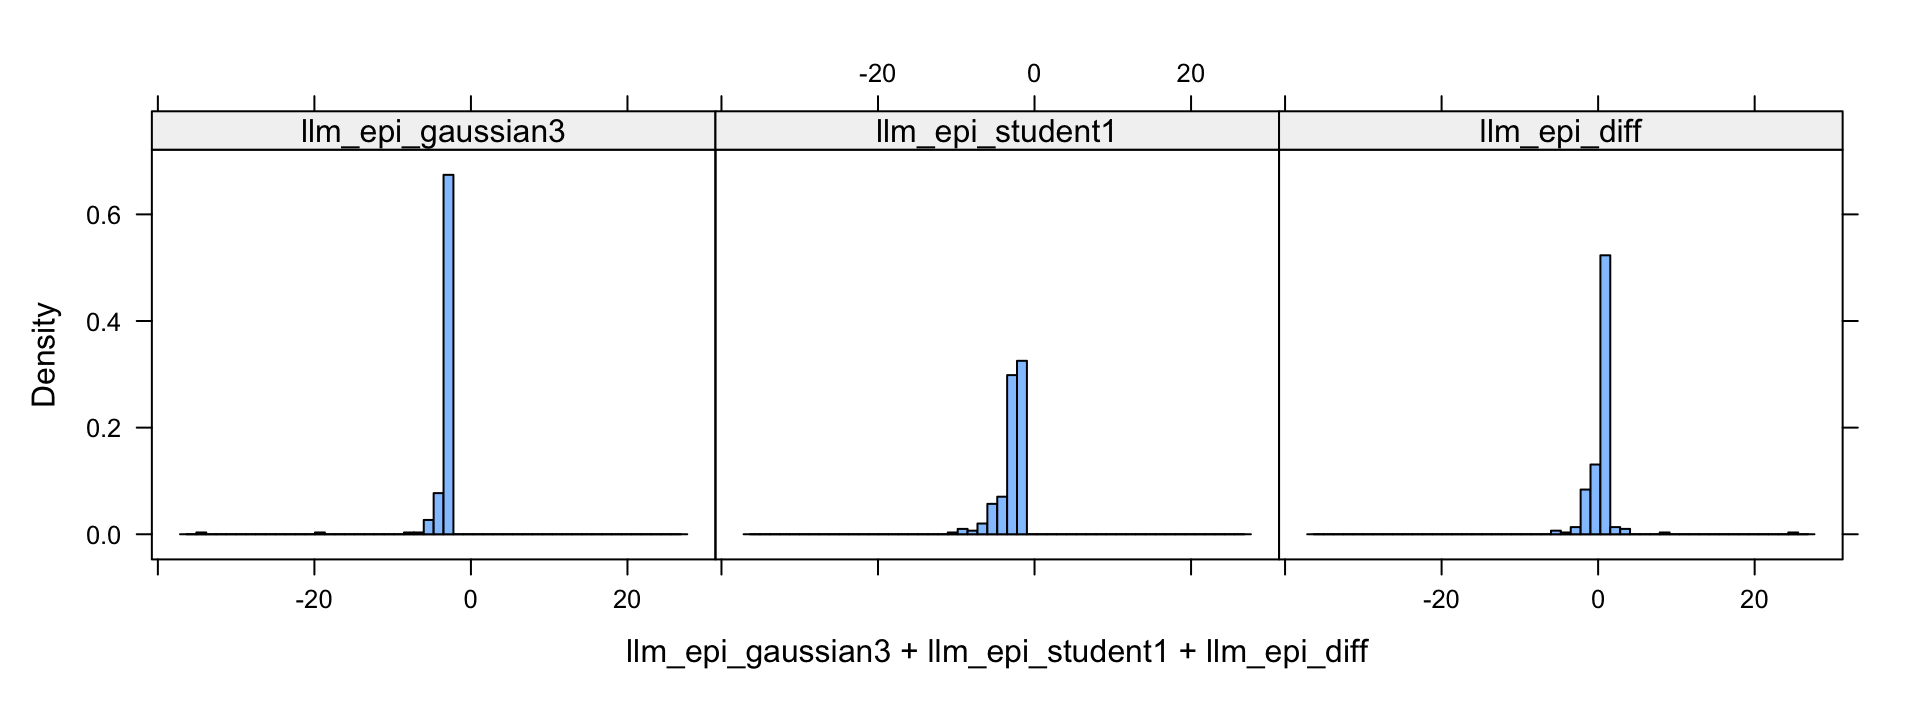 -20 0 20
llm_epi_gaussian3 llm_epi_student1 llm_epi_diff
0.6
0.4
0.2
0.0
Density
-20 0 20 -20 0 20
llm_epi_gaussian3 + llm_epi_student1 + llm_epi_diff